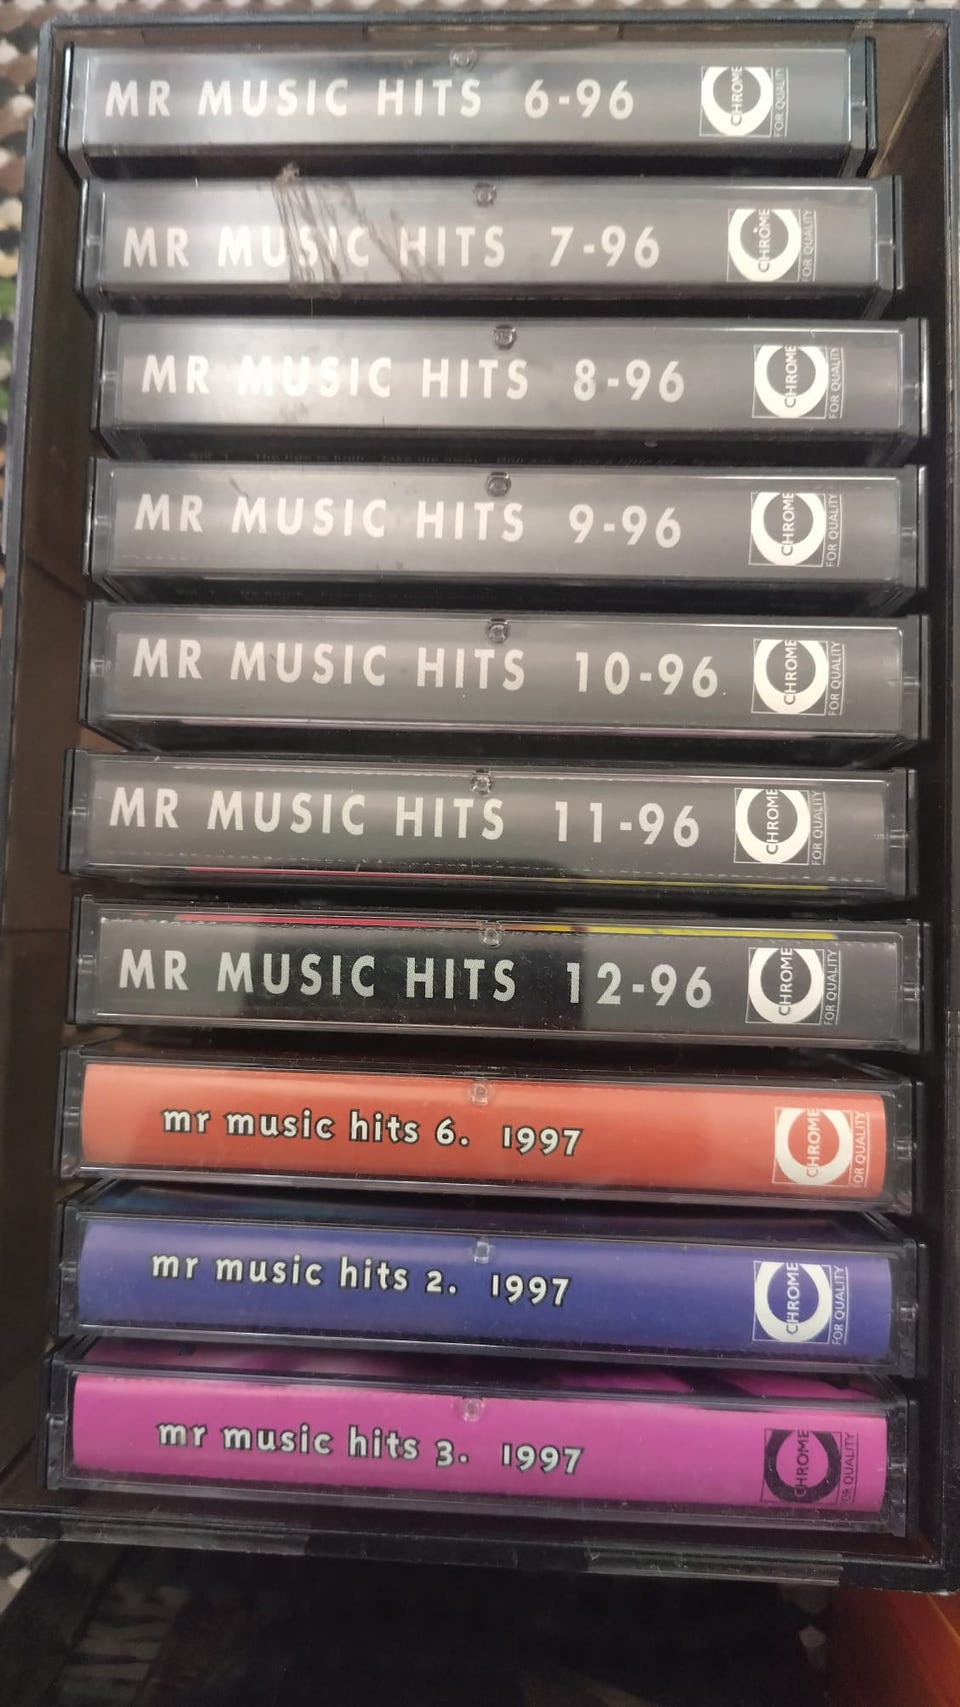 MR MUSIC HITS 6-96 CHROME FOR QUALITY
MR MUSIC HITS 7-96 CHROME FOR QUALITY
MR MUSIC HITS 8-96 CHROME FOR QUALITY
MR MUSIC HITS 9-96 CHROME FOR QUALITY
MR MUSIC HITS 10-96 CHROME FOR QUALITY
MR MUSIC HITS 11-96 CHROME FOR QUALITY
MR MUSIC HITS 12-96 CHROME FOR QUALITY
mr music hits 6. 1997 CHROME FOR QUALITY
mr music hits 2. 1997 CHROME FOR QUALITY
mr music hits 3. 1997 CHROME FOR QUALITY